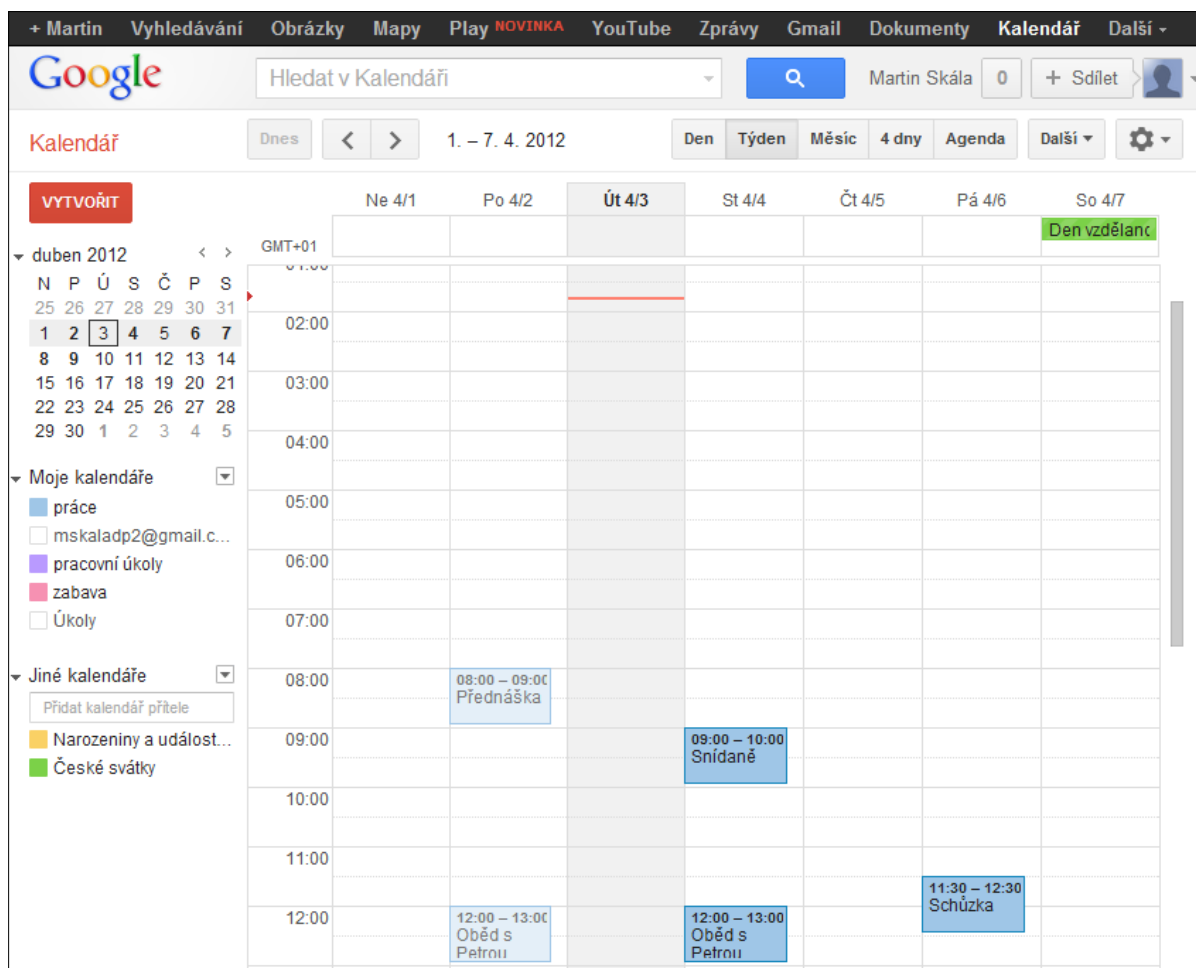 + Martin Vyhledávání Obrázky Mapy Play NOVINKA YouTube Zprávy Gmail Dokumenty Kalendář Další
Google Hledat v Kalendáři Martin Skála 0 + Sdílet
Kalendář Dnes 1. – 7. 4. 2012 Den Týden Měsíc 4 dny Agenda Další
VYTVOŘIT
duben 2012
N P Ú S Č P S
25 26 27 28 29 30 31
1 2 3 4 5 6 7
8 9 10 11 12 13 14
15 16 17 18 19 20 21
22 23 24 25 26 27 28
29 30 1 2 3 4 5
Moje kalendáře
práce
mskaladp2@gmail.c...
pracovní úkoly
zabava
Úkoly
Jiné kalendáře
Přidat kalendář přítele
Narozeniny a událost...
České svátky
Ne 4/1 Po 4/2 Út 4/3 St 4/4 Čt 4/5 Pá 4/6 So 4/7
GMT+01 Den vzdělanc
01:00
02:00
03:00
04:00
05:00
06:00
07:00
08:00 08:00 – 09:00
Přednáška
09:00 09:00 – 10:00
Snídaně
10:00
11:00
11:30 – 12:30
Schůzka
12:00 12:00 – 13:00 12:00 – 13:00
Oběd s Oběd s
Petrou Petrou